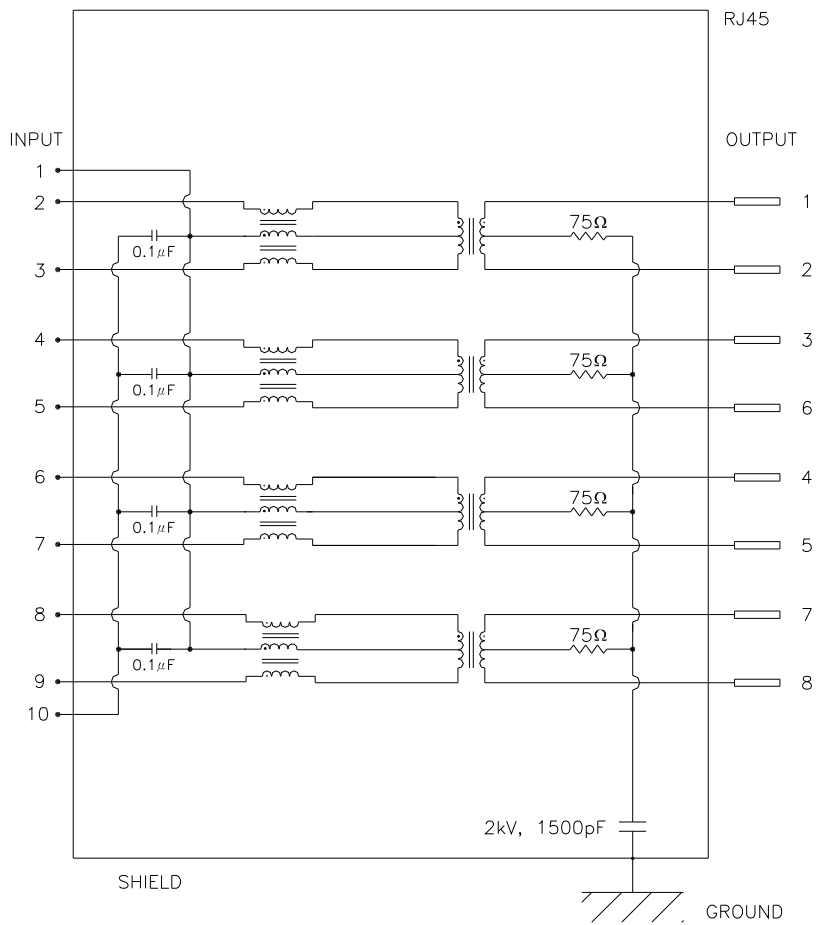 RJ45
INPUT
OUTPUT
1
2
1
75Ω
0.1μF
3
2
4
3
75Ω
0.1μF
5
6
6
4
75Ω
0.1μF
7
5
8
7
75Ω
0.1μF
9
8
10
2kV, 1500pF
SHIELD
GROUND